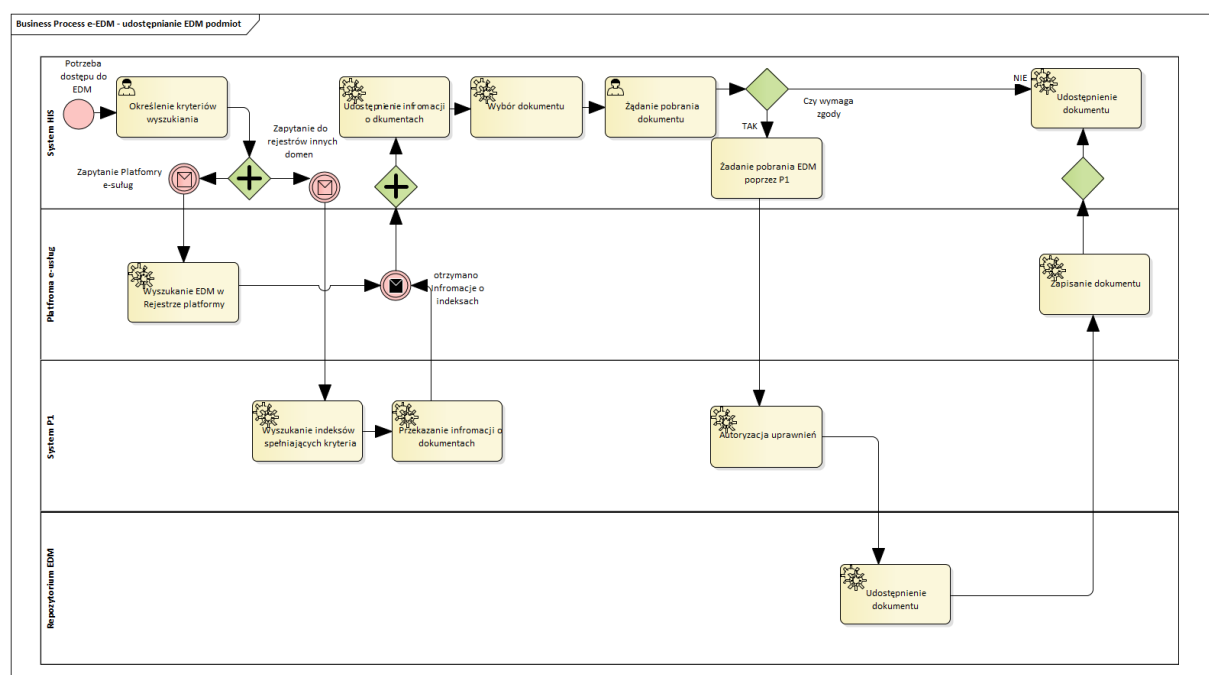 Business Process e-EDM - udostępnianie EDM podmiot
System HIS
Potrzeba
dostępu do
EDM
Określenie kryteriów
wyszukiania
Zapytanie Platfomry
e-suług
Zapytanie do
rejestrów innych
domen
Udostępnienie infromacji
o dkumentach
Wybór dokumentu
Żądanie pobrania
dokumentu
Czy wymaga
zgody
TAK
NIE
Żadanie pobrania EDM
poprzez P1
Udostępnienie
dokumentu
Platfroma e-usług
Wyszukanie EDM w
Rejestrze platformy
otrzymano
Infromacje o
indeksach
Zapisanie dokumentu
System P1
Wyszukanie indeksów
spełniających kryteria
Przekazanie infromacji o
dokumentach
Autoryzacja uprawnień
Repozytorium EDM
Udostępnienie
dokumentu